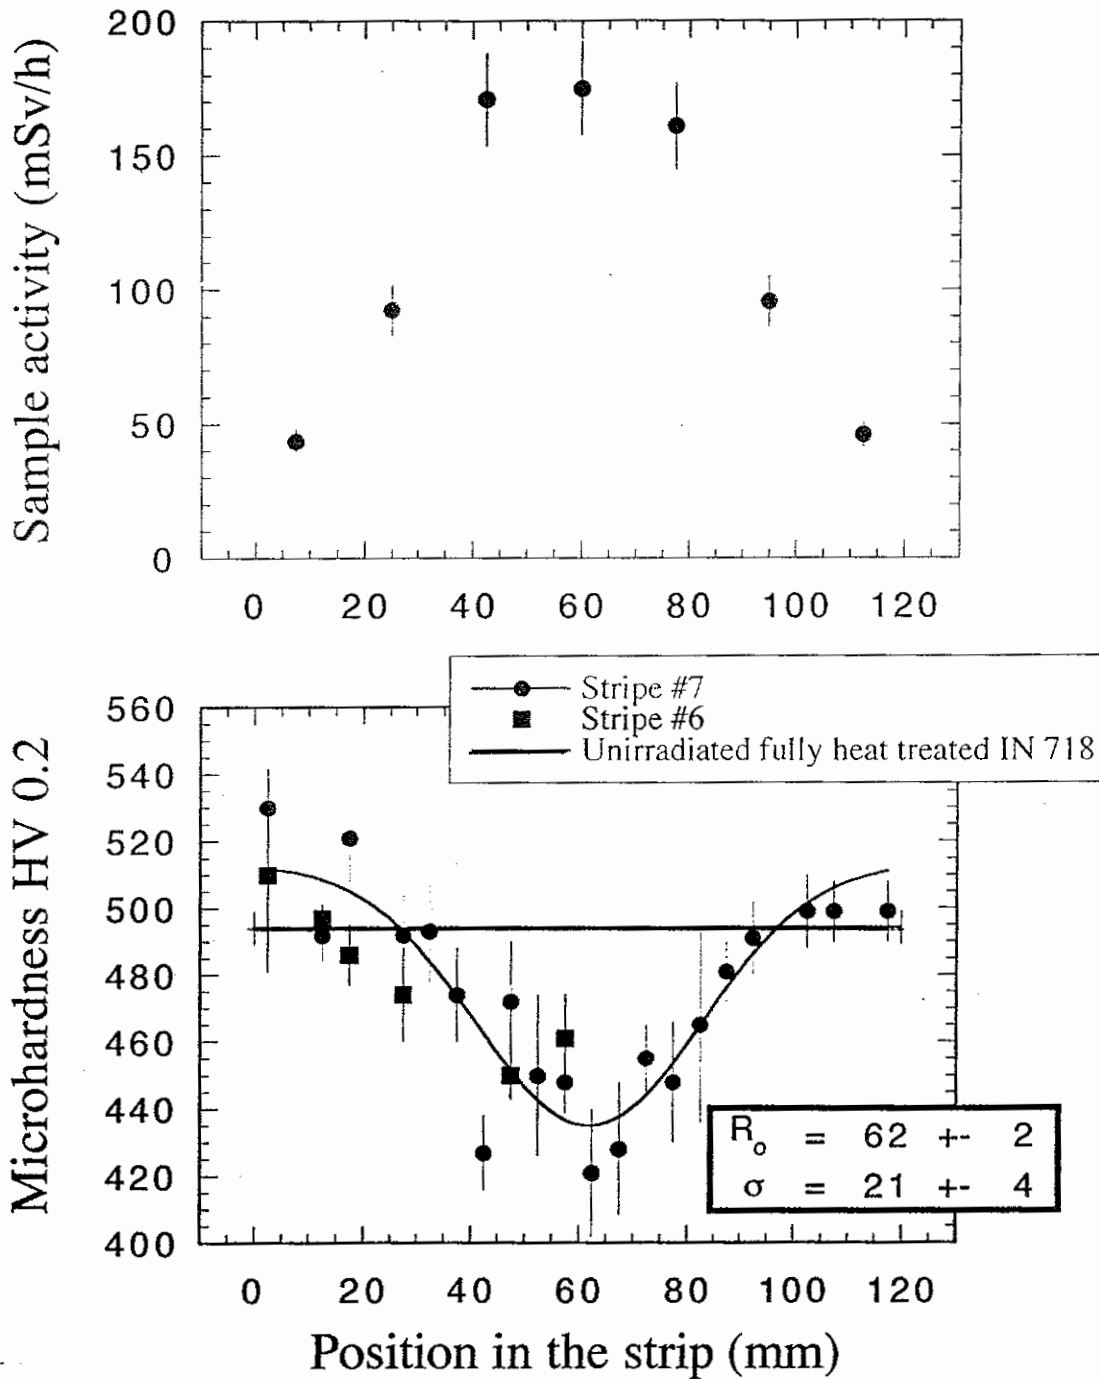 Sample activity (mSv/h)
200
150
100
50
0
0 20 40 60 80 100 120
Stripe #7
Stripe #6
Unirradiated fully heat treated IN 718
Microhardness HV 0.2
560
540
520
500
480
460
440
420
400
Ro = 62 +- 2
σ = 21 +- 4
0 20 40 60 80 100 120
Position in the strip (mm)